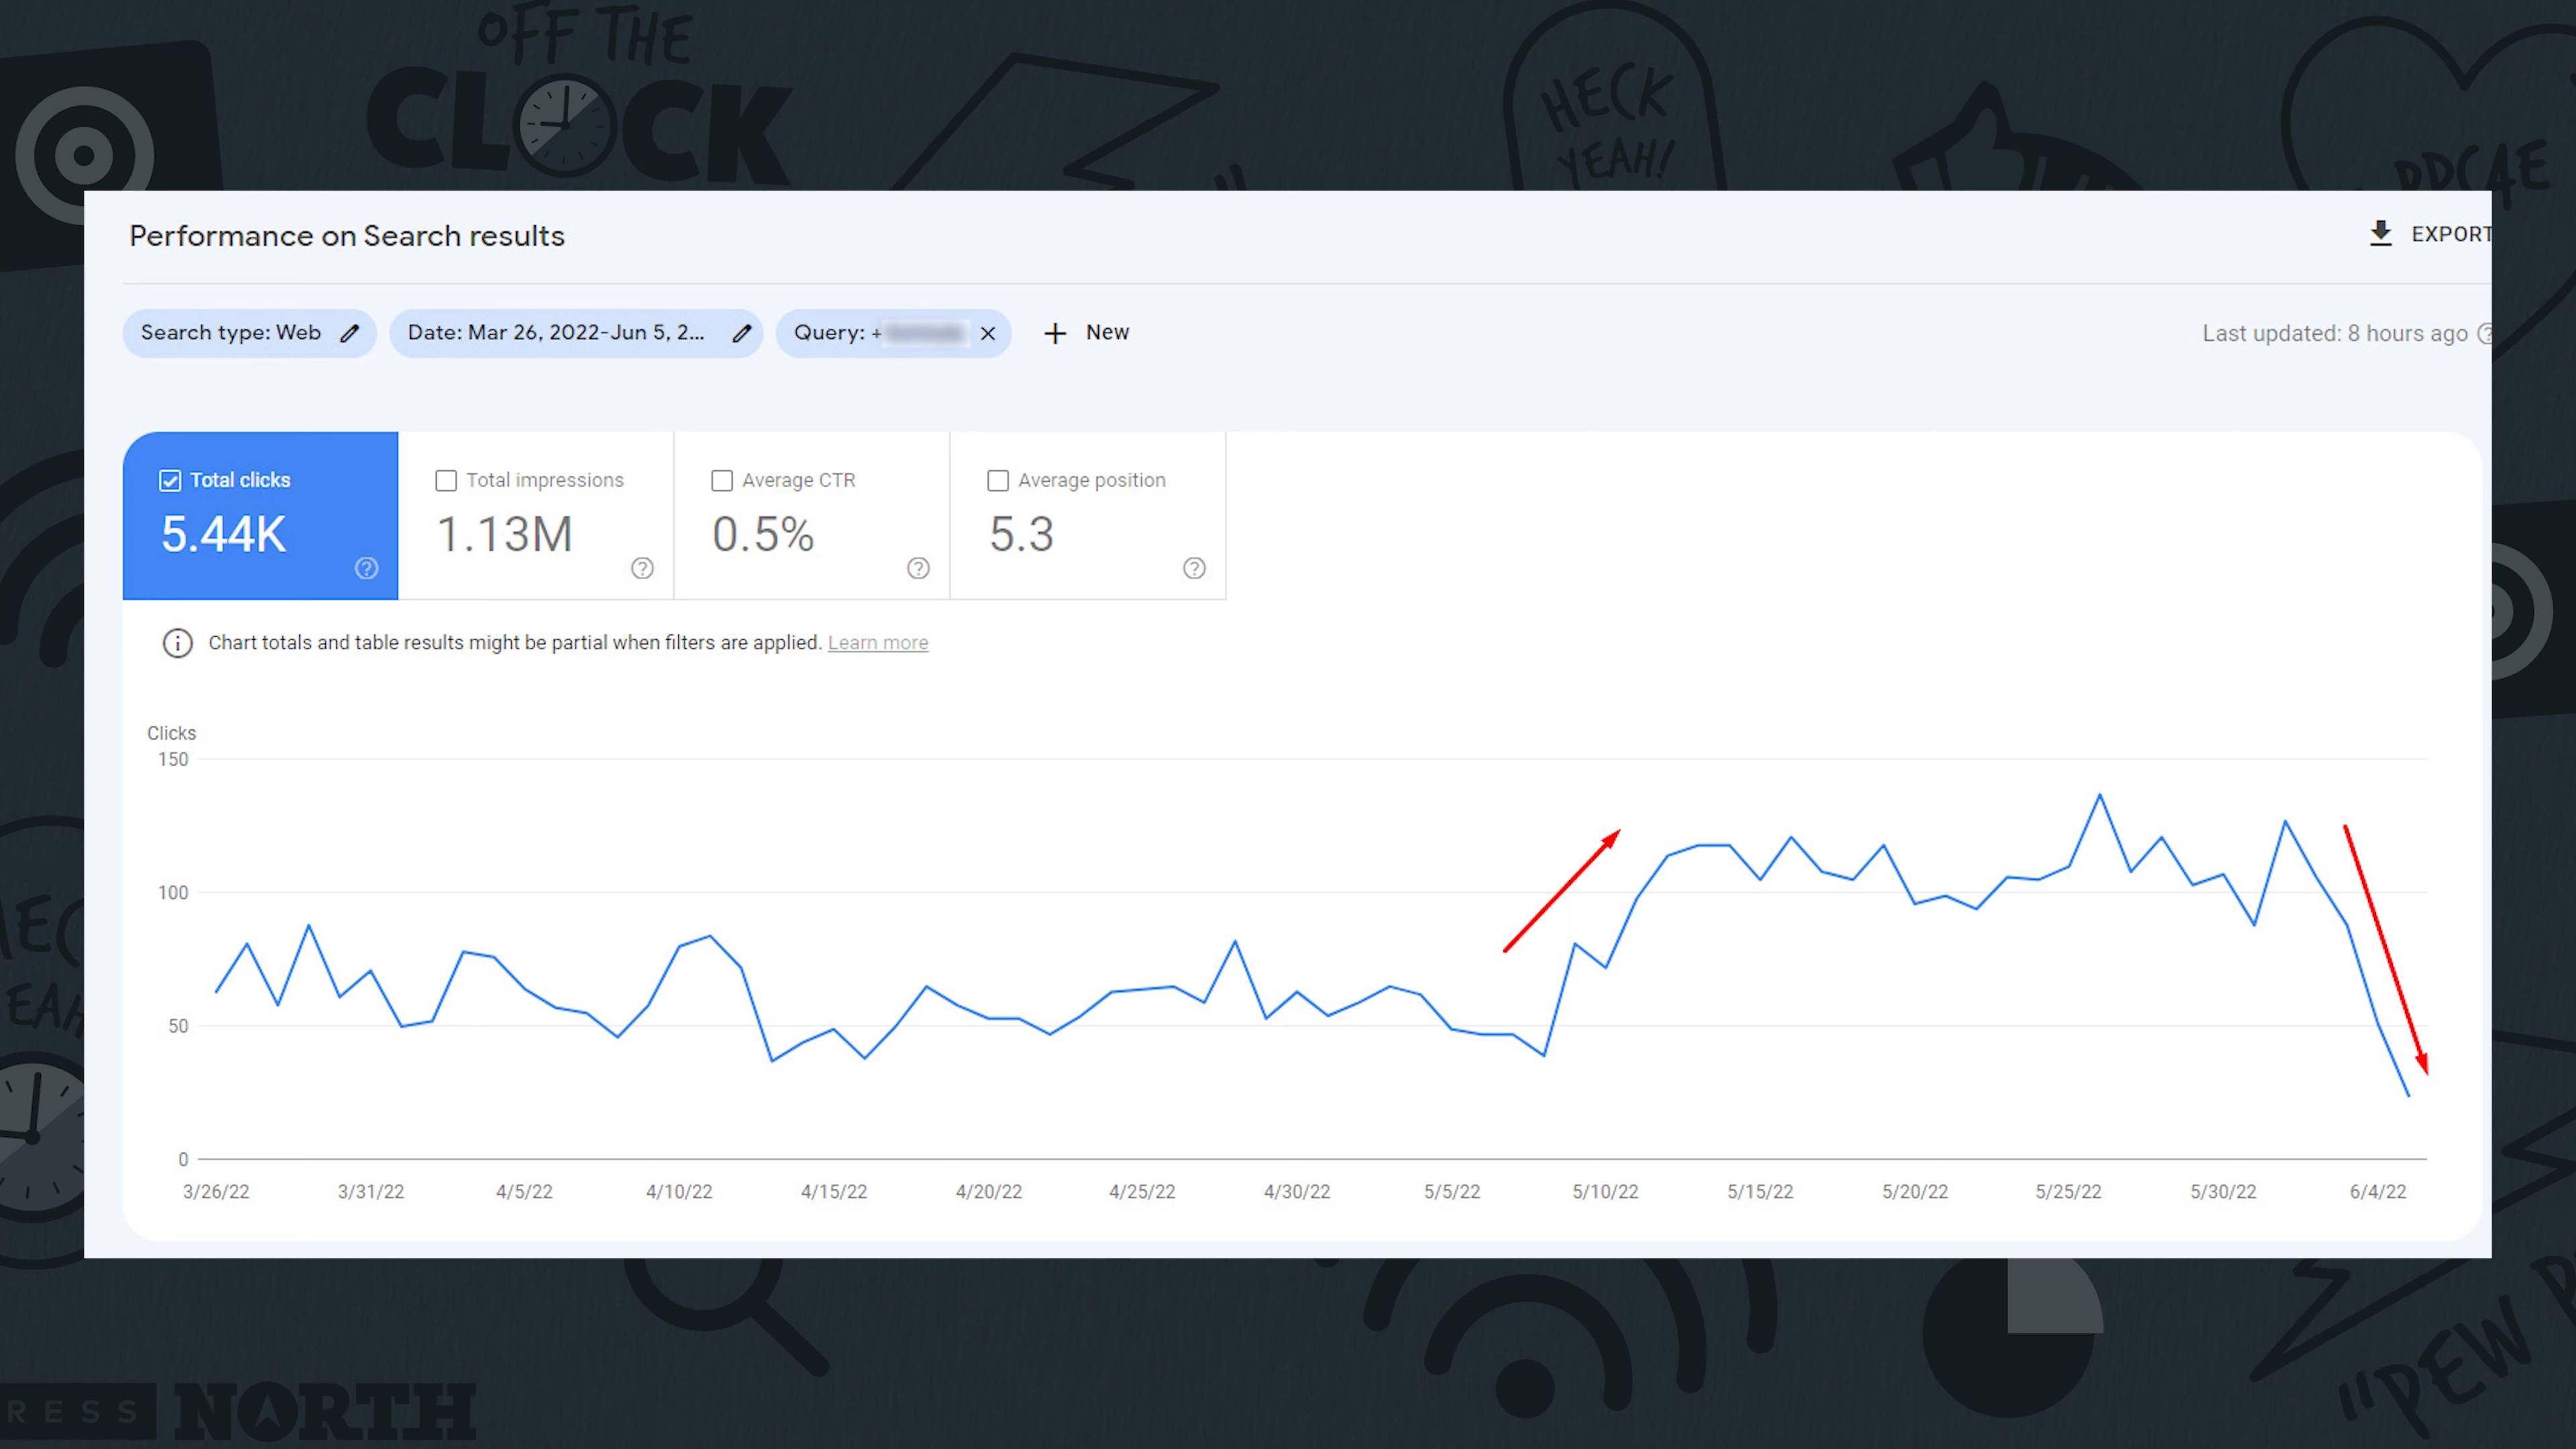 OFF THE
CLOCK
HECK
YEAH!
Performance on Search results
EXPORT
Search type: Web
Date: Mar 26, 2022-Jun 5, 2...
Query: +
New
Last updated: 8 hours ago
Total clicks
5.44K
Total impressions
1.13M
Average CTR
0.5%
Average position
5.3
Chart totals and table results might be partial when filters are applied. Learn more
Clicks
150
100
50
0
3/26/22 3/31/22 4/5/22 4/10/22 4/15/22 4/20/22 4/25/22 4/30/22 5/5/22 5/10/22 5/15/22 5/20/22 5/25/22 5/30/22 6/4/22
RESS NORTH
"PEW